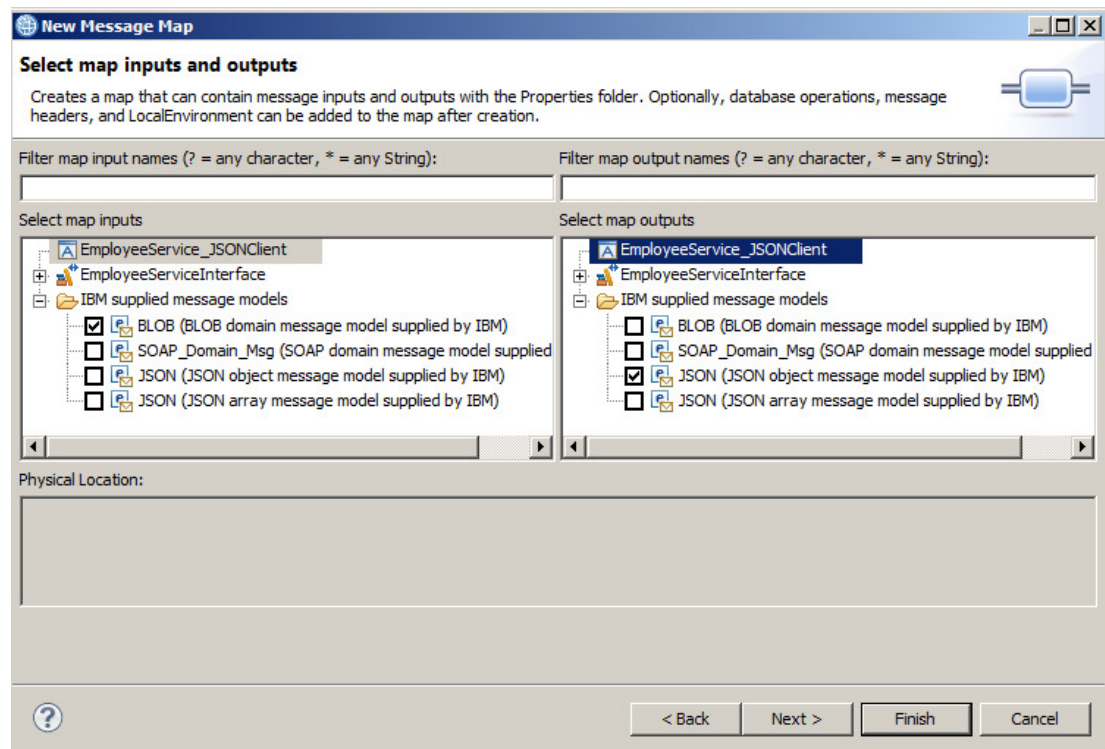 New Message Map
Select map inputs and outputs
Creates a map that can contain message inputs and outputs with the Properties folder. Optionally, database operations, message
headers, and LocalEnvironment can be added to the map after creation.
Filter map input names (? = any character, * = any String):
Filter map output names (? = any character, * = any String):
Select map inputs
EmployeeService_JSONClient
EmployeeServiceInterface
IBM supplied message models
BLOB (BLOB domain message model supplied by IBM)
SOAP_Domain_Msg (SOAP domain message model supplied
JSON (JSON object message model supplied by IBM)
JSON (JSON array message model supplied by IBM)
Select map outputs
EmployeeService_JSONClient
EmployeeServiceInterface
IBM supplied message models
BLOB (BLOB domain message model supplied by IBM)
SOAP_Domain_Msg (SOAP domain message model supplied
JSON (JSON object message model supplied by IBM)
JSON (JSON array message model supplied by IBM)
Physical Location:
< Back
Next >
Finish
Cancel